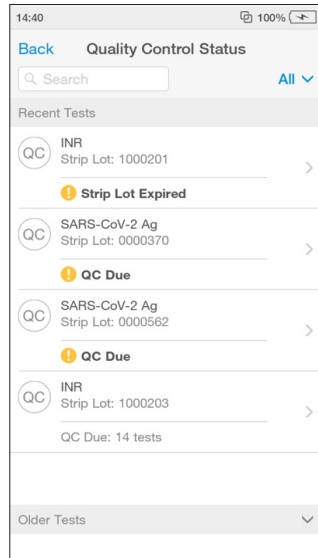 14:40 100%
Back Quality Control Status
Search All
Recent Tests
QC INR
Strip Lot: 1000201
! Strip Lot Expired
QC SARS-CoV-2 Ag
Strip Lot: 0000370
! QC Due
QC SARS-CoV-2 Ag
Strip Lot: 0000562
! QC Due
QC INR
Strip Lot: 1000203
QC Due: 14 tests
Older Tests